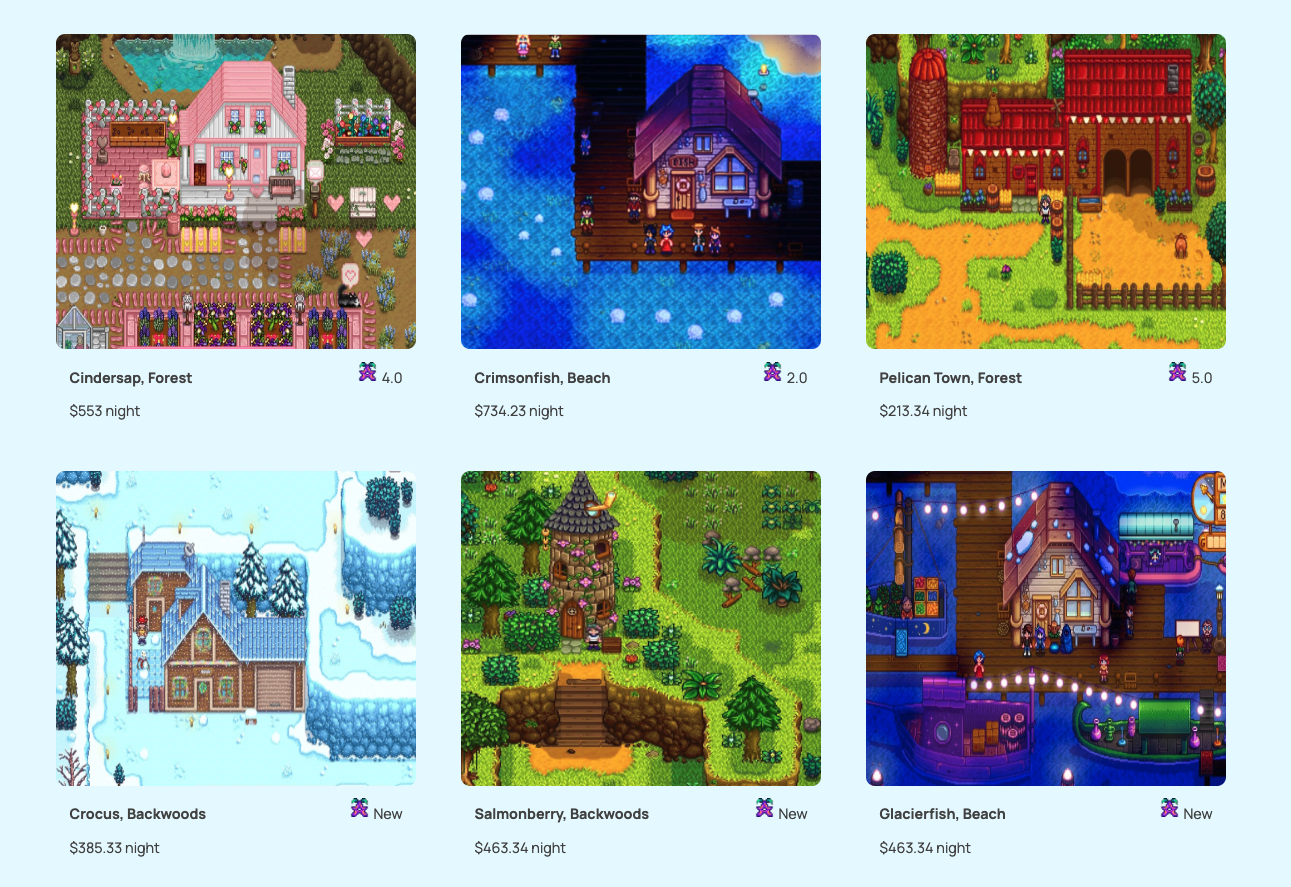 FISH
Cindersap, Forest
4.0
$553 night
Crimsonfish, Beach
2.0
$734.23 night
Pelican Town, Forest
5.0
$213.34 night
Crocus, Backwoods
New
$385.33 night
Salmonberry, Backwoods
New
$463.34 night
Glacierfish, Beach
New
$463.34 night